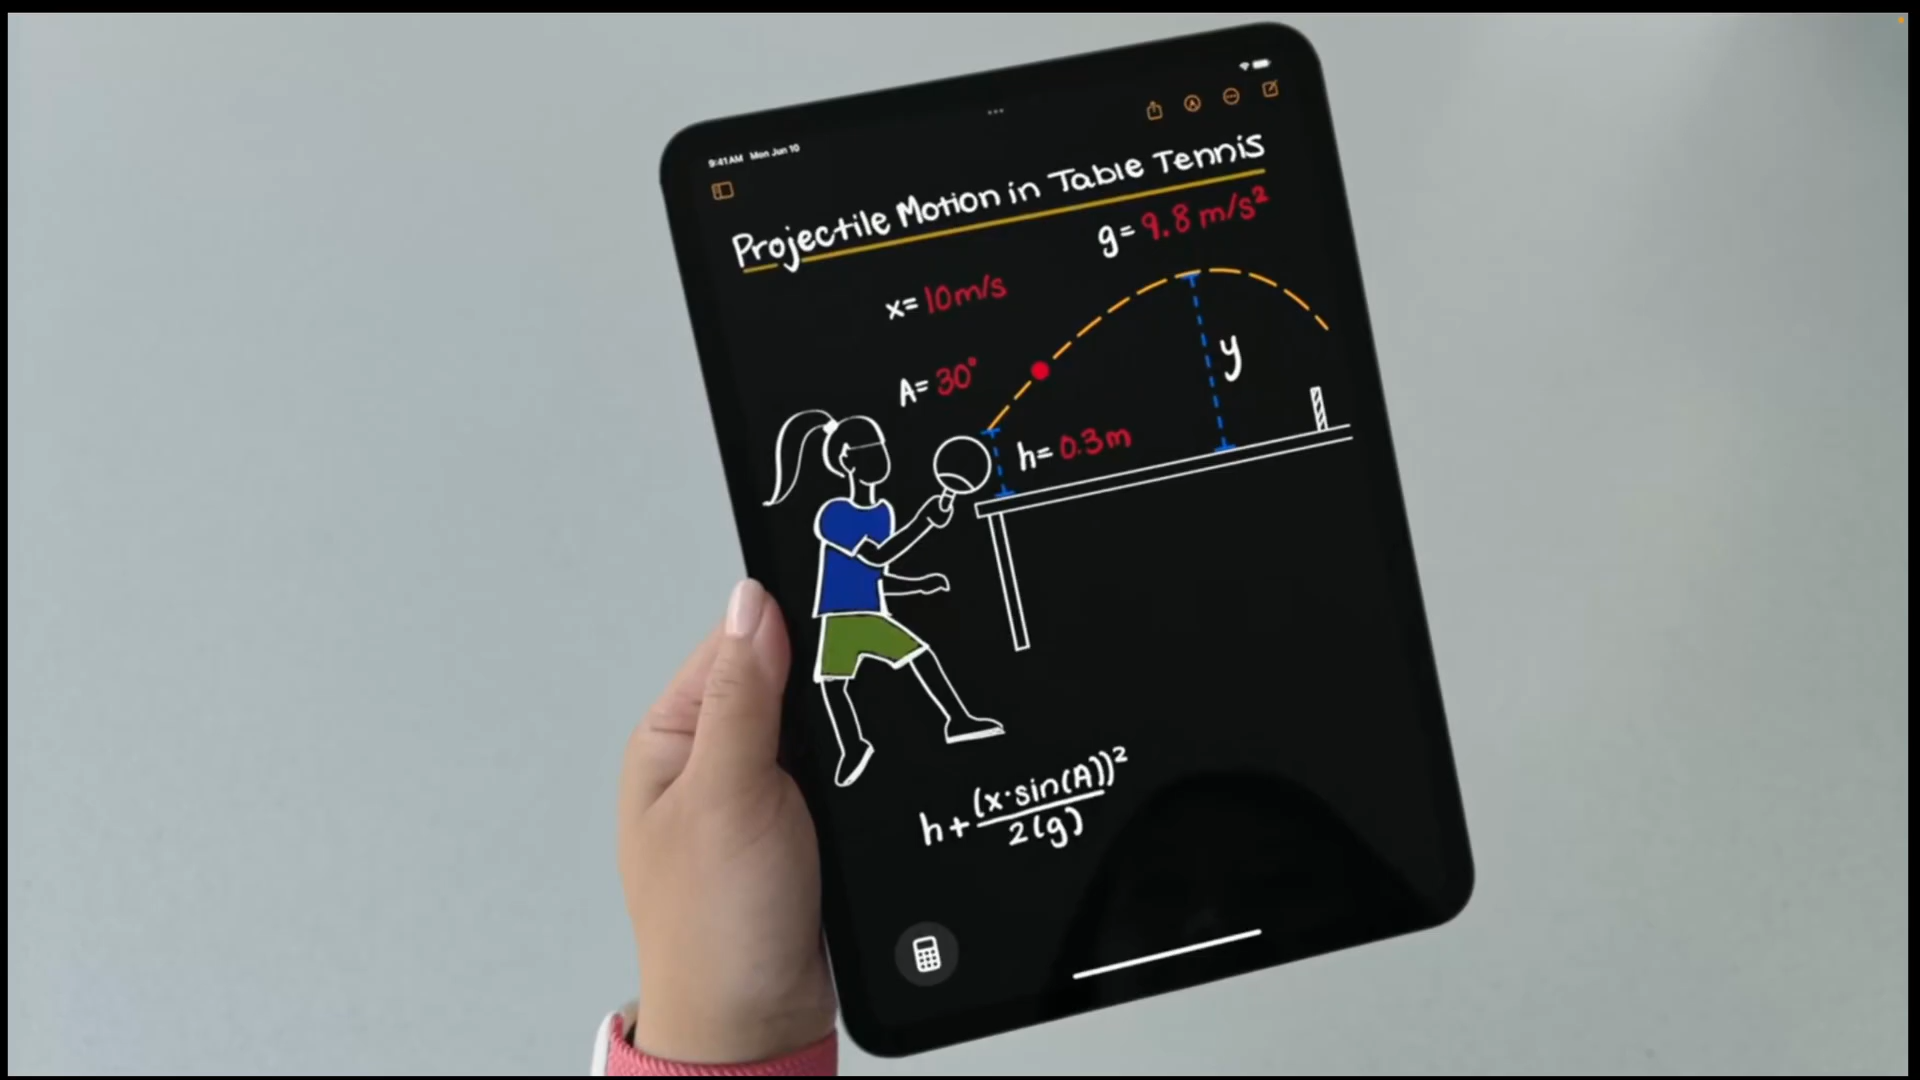 9:41 AM Mon Jun 10
Projectile Motion in Table Tennis
g= 9.8 m/s²
x= 10m/s
A= 30°
y
h= 0.3m
h+(x·sin(A))²
2(g)